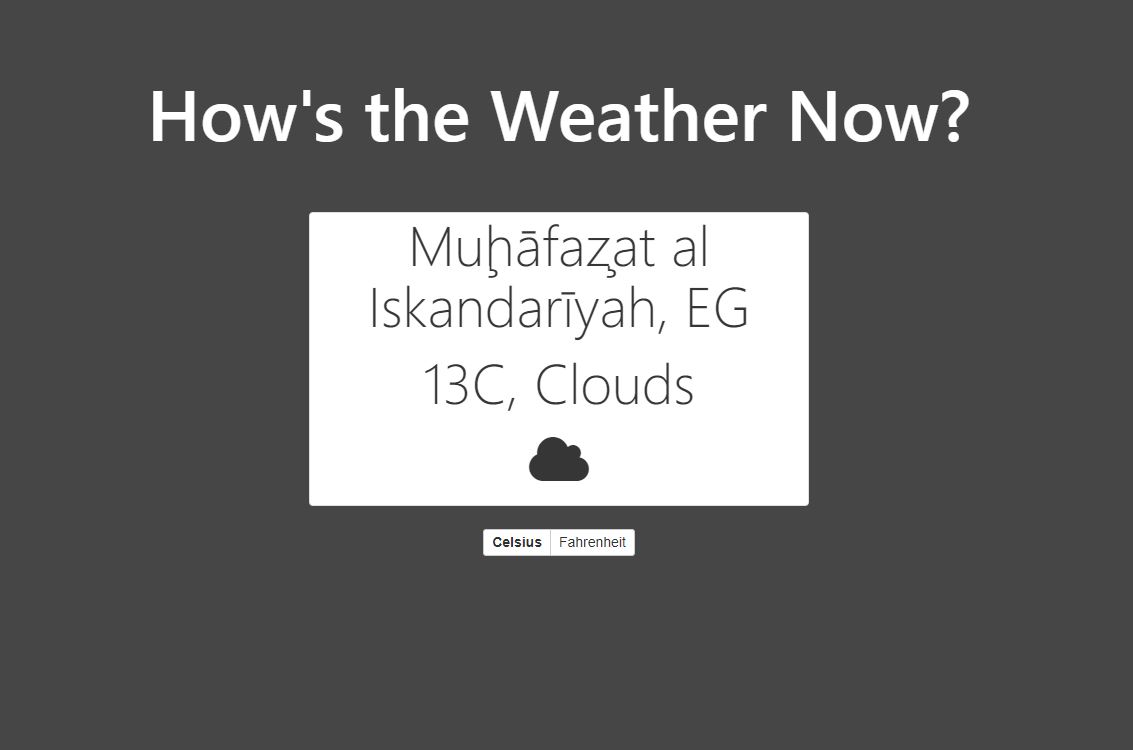 How's the Weather Now?
Muḩāfaz̧at al
Iskandarīyah, EG
13C, Clouds
Celsius Fahrenheit